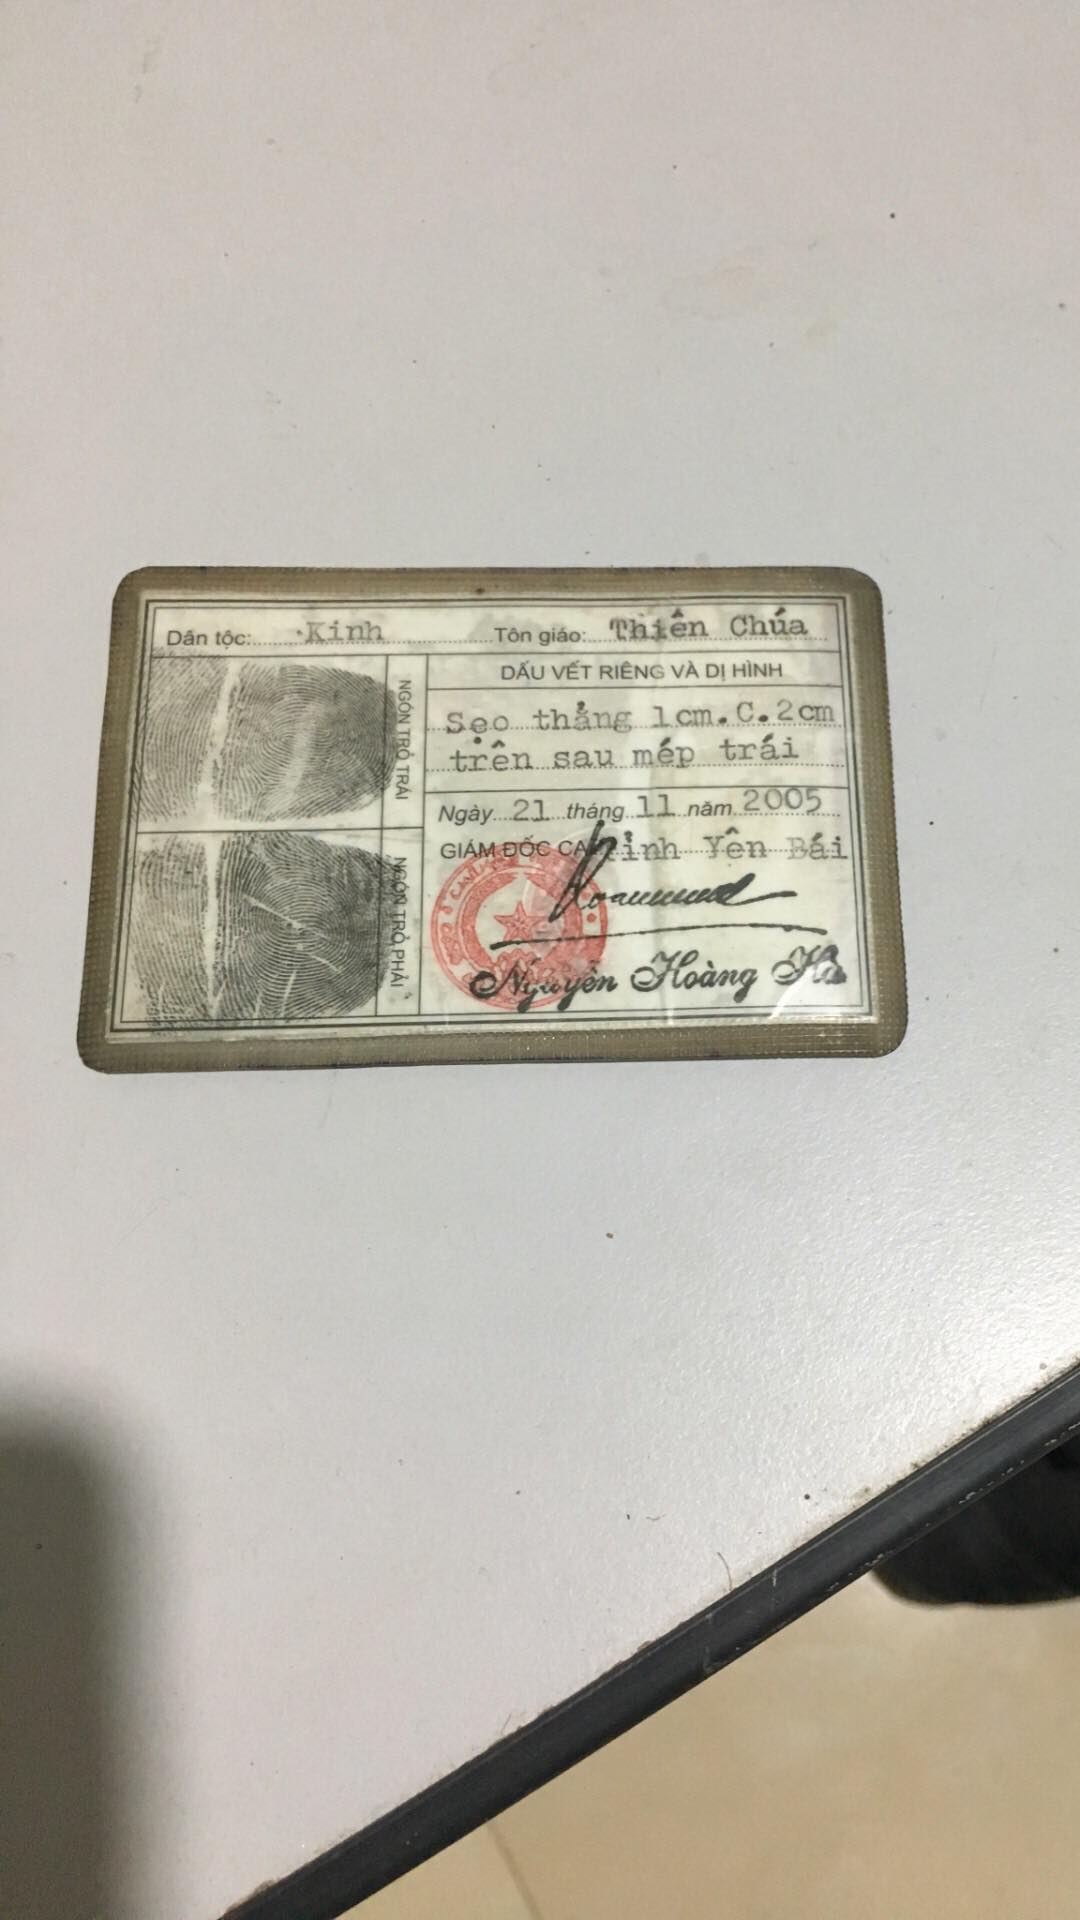 Dân tộc: Kinh Tôn giáo: Thiên Chúa
DẤU VẾT RIÊNG VÀ DỊ HÌNH
Sẹo thẳng 1cm.C.2cm
trên sau mép trái
NGÓN TRỎ TRÁI
Ngày 21 tháng 11 năm 2005
GIÁM ĐỐC CA tỉnh Yên Bái
NGÓN TRỎ PHẢI
Nguyễn Hoàng Hà